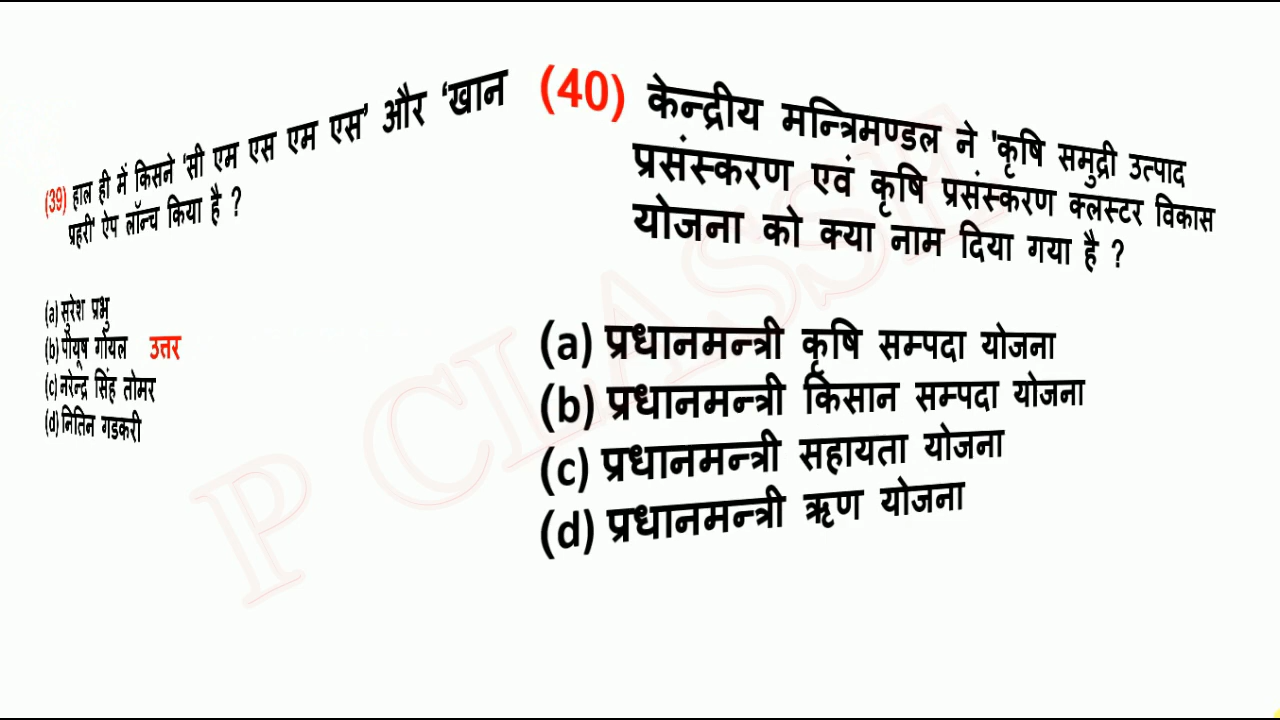 (39) हाल ही में किसने 'सी एम एस एम एस' और 'खान
प्रहरी' ऐप लॉन्च किया है ?
(a) सुरेश प्रभु
(b) पीयूष गोयल उत्तर
(c) नरेन्द्र सिंह तोमर
(d) नितिन गडकरी
(40) केन्द्रीय मन्त्रिमण्डल ने 'कृषि समुद्री उत्पाद
प्रसंस्करण एवं कृषि प्रसंस्करण क्लस्टर विकास
योजना को क्या नाम दिया गया है ?
(a) प्रधानमन्त्री कृषि सम्पदा योजना
(b) प्रधानमन्त्री किसान सम्पदा योजना
(c) प्रधानमन्त्री सहायता योजना
(d) प्रधानमन्त्री ऋण योजना
P CLASSE